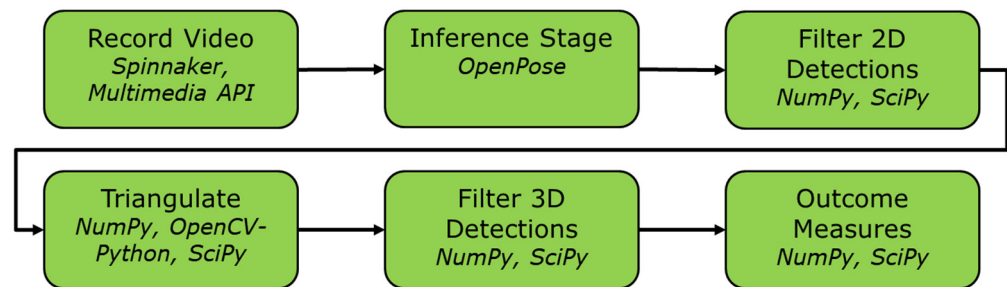 Record Video
Spinnaker,
Multimedia API
Inference Stage
OpenPose
Filter 2D
Detections
NumPy, SciPy
Triangulate
NumPy, OpenCV-
Python, SciPy
Filter 3D
Detections
NumPy, SciPy
Outcome
Measures
NumPy, SciPy